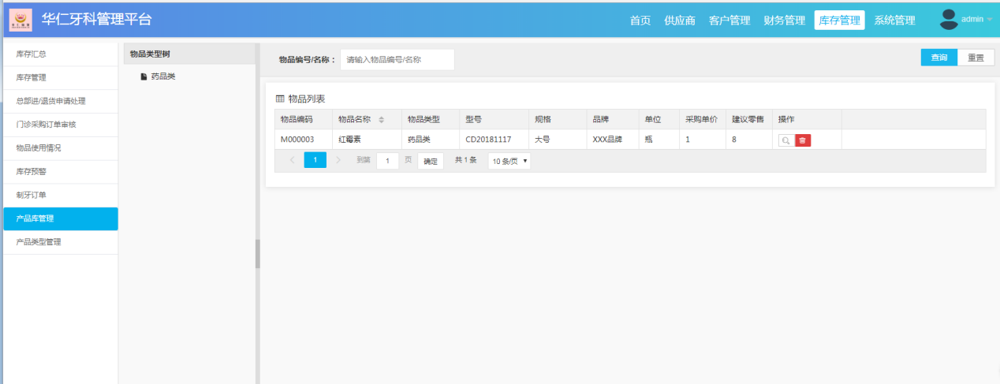 华仁牙科管理平台
首页 供应商 客户管理 财务管理 库存管理 系统管理 admin
库存汇总
库存管理
总部进/退货申请处理
门诊采购订单审核
物品使用情况
库存预警
制牙订单
产品库管理
产品类型管理
物品类型树
药品类
物品编号/名称： 请输入物品编号/名称 查询 重置
物品列表
物品编码 物品名称 物品类型 型号 规格 品牌 单位 采购单价 建议零售 操作
M000003 红霉素 药品类 CD20181117 大号 XXX品牌 瓶 1 8
1 到第 1 页 确定 共 1 条 10 条/页